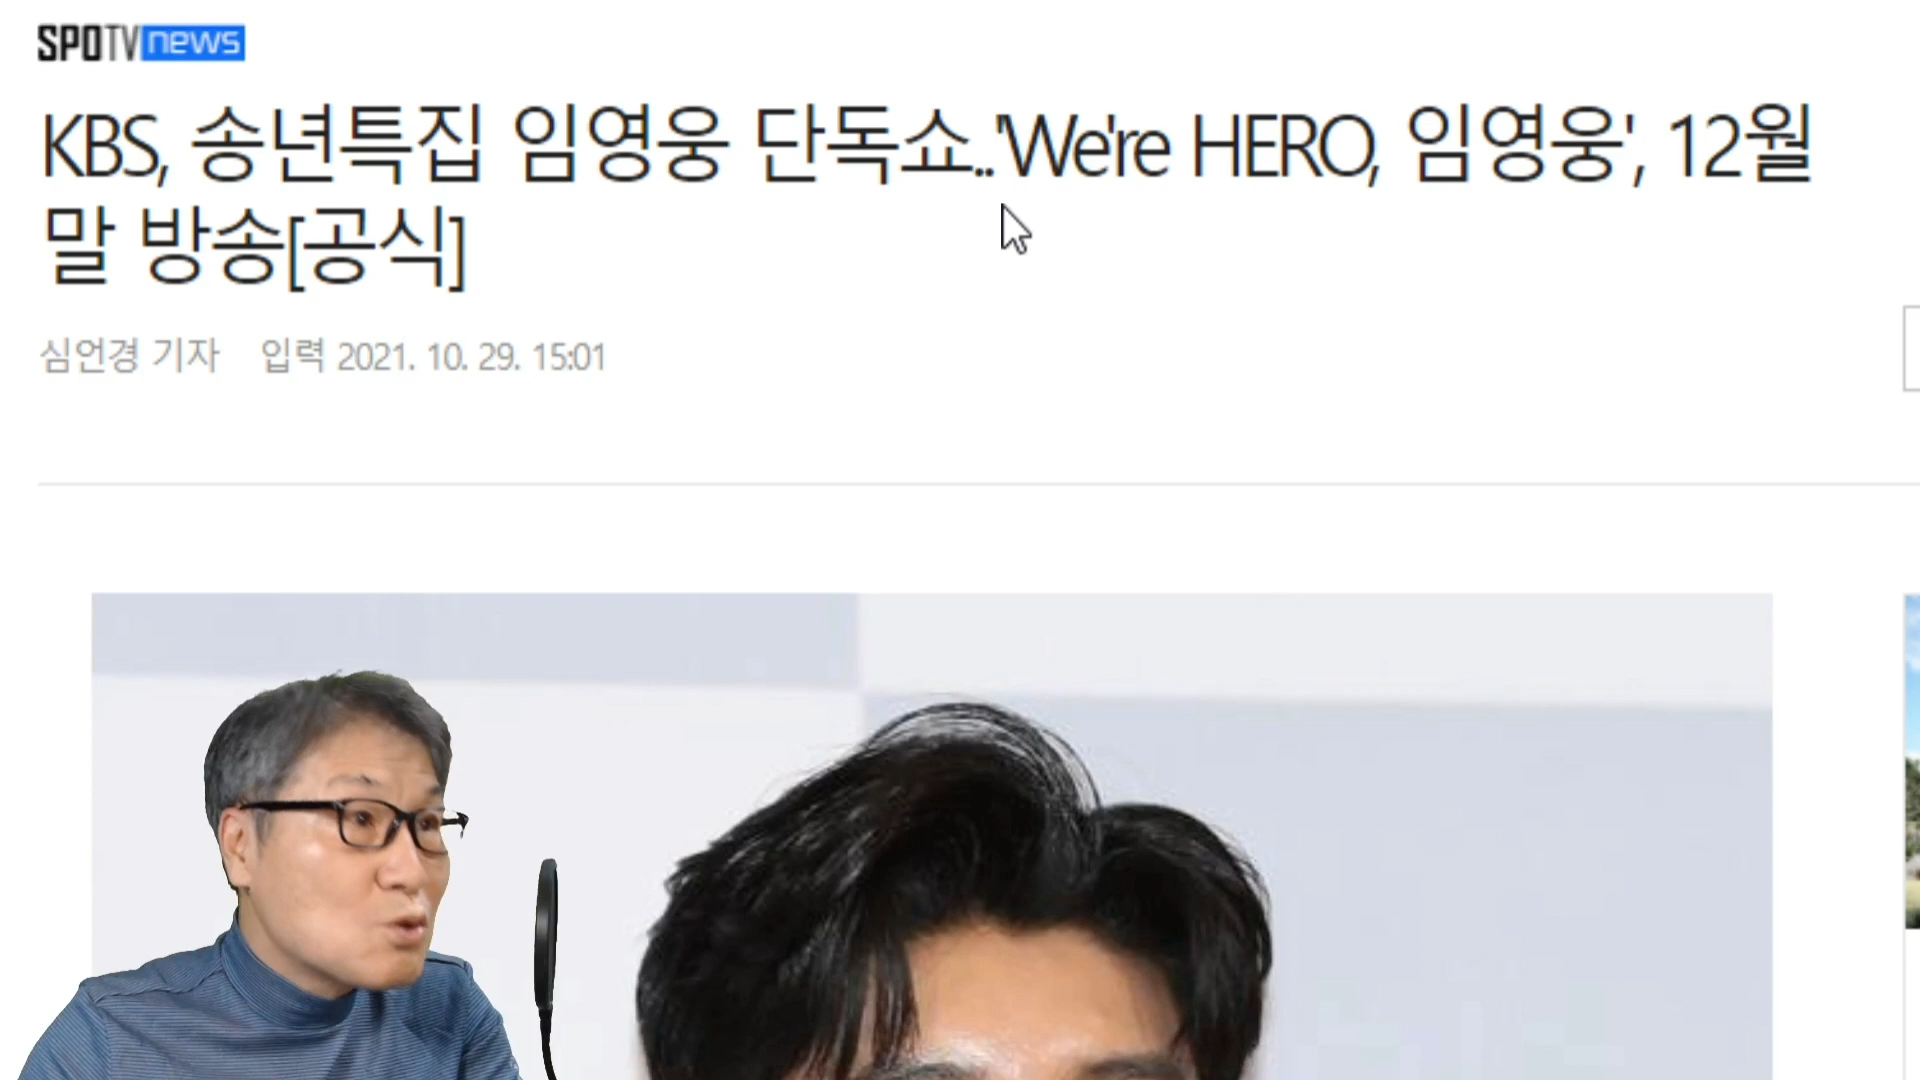 SPOTV news
KBS, 송년특집 임영웅 단독쇼..'We're HERO, 임영웅', 12월
말 방송[공식]
심언경 기자 입력 2021. 10. 29. 15:01